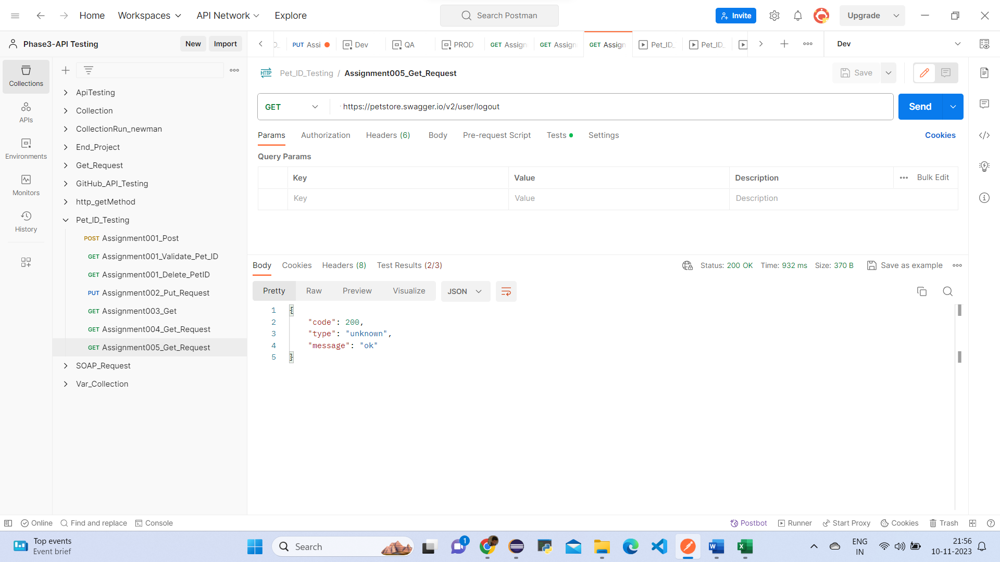 Home Workspaces API Network Explore Search Postman Invite Upgrade
Phase3-API Testing New Import PUT Assi Dev QA PROD GET Assign GET Assign GET Assign Pet_ID_ Pet_ID_ Dev
Collections
APIs
Environments
Monitors
History
ApiTesting
Collection
CollectionRun_newman
End_Project
Get_Request
GitHub_API_Testing
http_getMethod
Pet_ID_Testing
POST Assignment001_Post
GET Assignment001_Validate_Pet_ID
GET Assignment001_Delete_PetID
PUT Assignment002_Put_Request
GET Assignment003_Get
GET Assignment004_Get_Request
GET Assignment005_Get_Request
SOAP_Request
Var_Collection
HTTP Pet_ID_Testing / Assignment005_Get_Request Save
GET https://petstore.swagger.io/v2/user/logout Send
Params Authorization Headers (6) Body Pre-request Script Tests Settings Cookies
Query Params
Key Value Description Bulk Edit
Key Value Description
Body Cookies Headers (8) Test Results (2/3) Status: 200 OK Time: 932 ms Size: 370 B Save as example
Pretty Raw Preview Visualize JSON
1 {
2 "code": 200,
3 "type": "unknown",
4 "message": "ok"
5 }
Online Find and replace Console Postbot Runner Start Proxy Cookies Trash
Top events
Event brief
Search
1
ENG
IN
21:56
10-11-2023